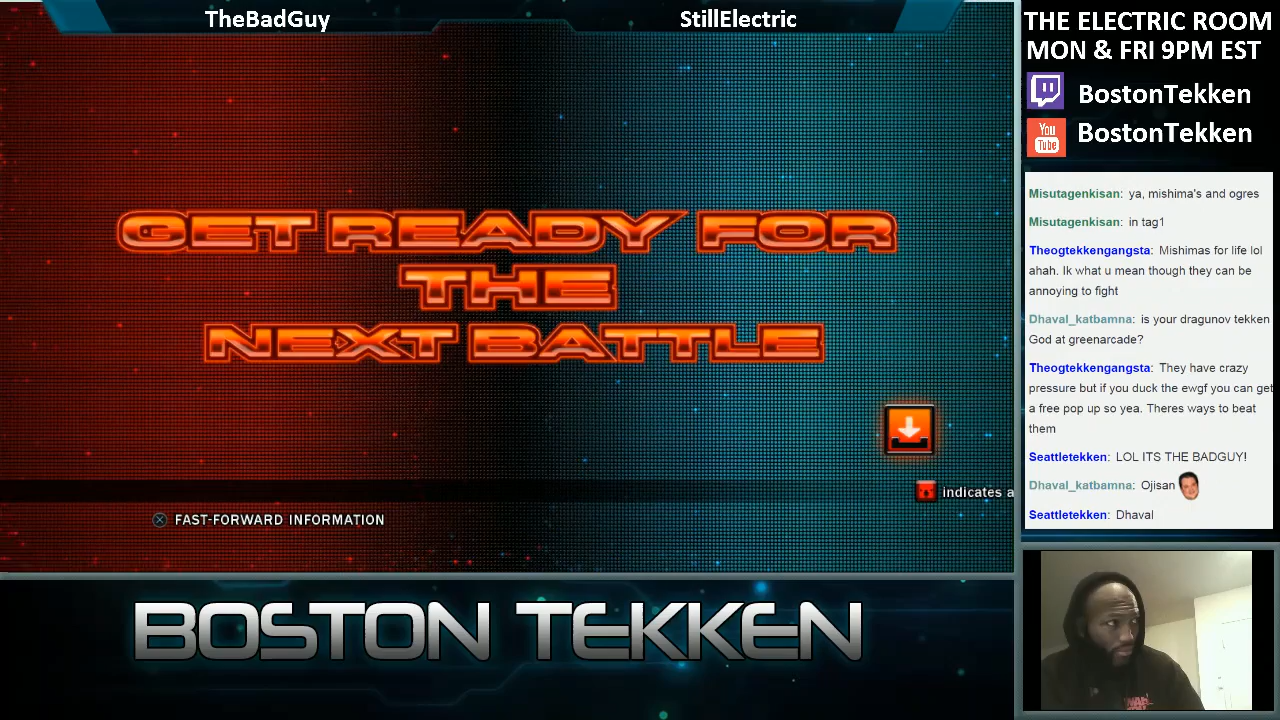 TheBadGuy
StillElectric
THE ELECTRIC ROOM
MON & FRI 9PM EST
BostonTekken
You
Tube
BostonTekken
GET READY FOR
THE
NEXT BATTLE
indicates a
FAST-FORWARD INFORMATION
Misutagenkisan: ya, mishima's and ogres
Misutagenkisan: in tag1
Theogtekkengangsta: Mishimas for life lol
ahah. Ik what u mean though they can be
annoying to fight
Dhaval_katbamna: is your dragunov tekken
God at greenarcade?
Theogtekkengangsta: They have crazy
pressure but if you duck the ewgf you can get
a free pop up so yea. Theres ways to beat
them
Seattletekken: LOL ITS THE BADGUY!
Dhaval_katbamna: Ojisan
Seattletekken: Dhaval
BOSTON TEKKEN